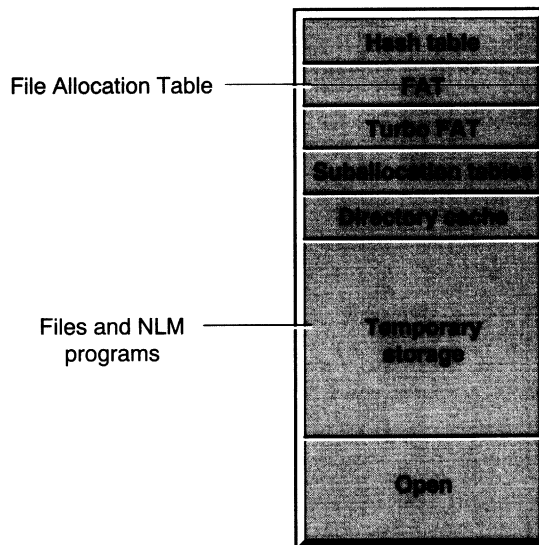 Hash table
File Allocation Table
FAT
Turbo FAT
Suballocation tables
Directory cache
Files and NLM
programs
Temporary
storage
Open